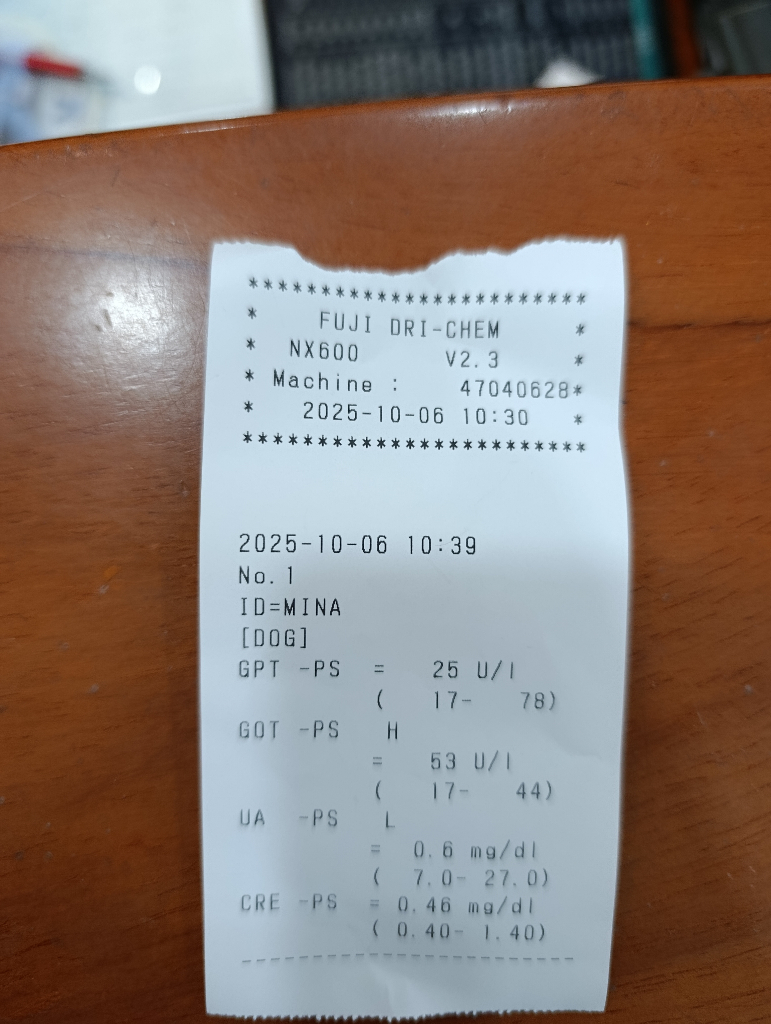 ***********************
* FUJI DRI-CHEM *
* NX600 V2.3 *
* Machine : 47040628*
* 2025-10-06 10:30 *
***********************
2025-10-06 10:39
No.1
ID=MINA
[DOG]
GPT -PS = 25 U/l
( 17- 78)
GOT -PS H
= 53 U/l
( 17- 44)
UA -PS L
= 0.6 mg/dl
( 7.0- 27.0)
CRE -PS = 0.46 mg/dl
( 0.40- 1.40)
-----------------------